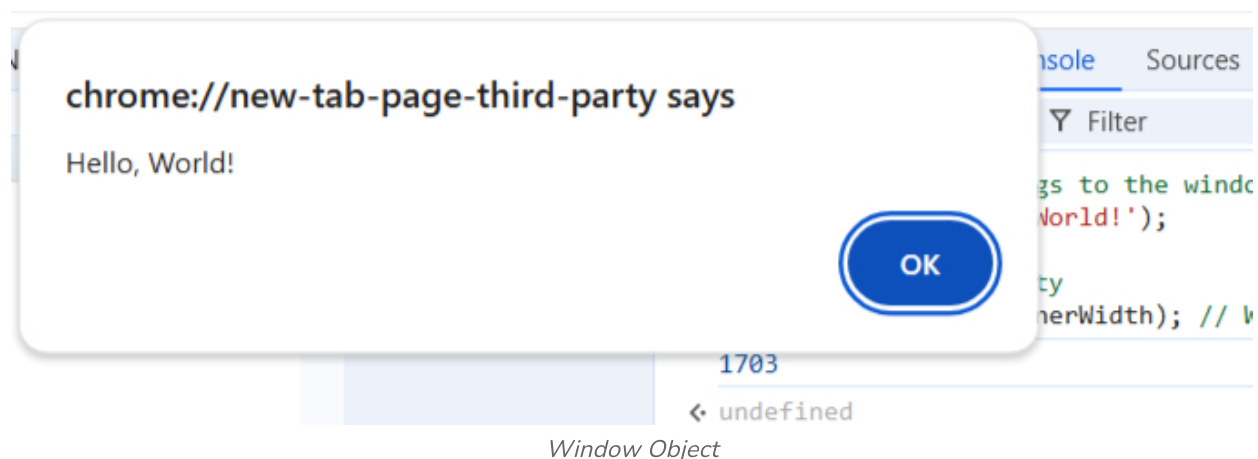 chrome://new-tab-page-third-party says
Hello, World!
OK
nsole Sources
Filter
gs to the windo
World!');
ty
nerWidth); // W
1703
undefined
Window Object